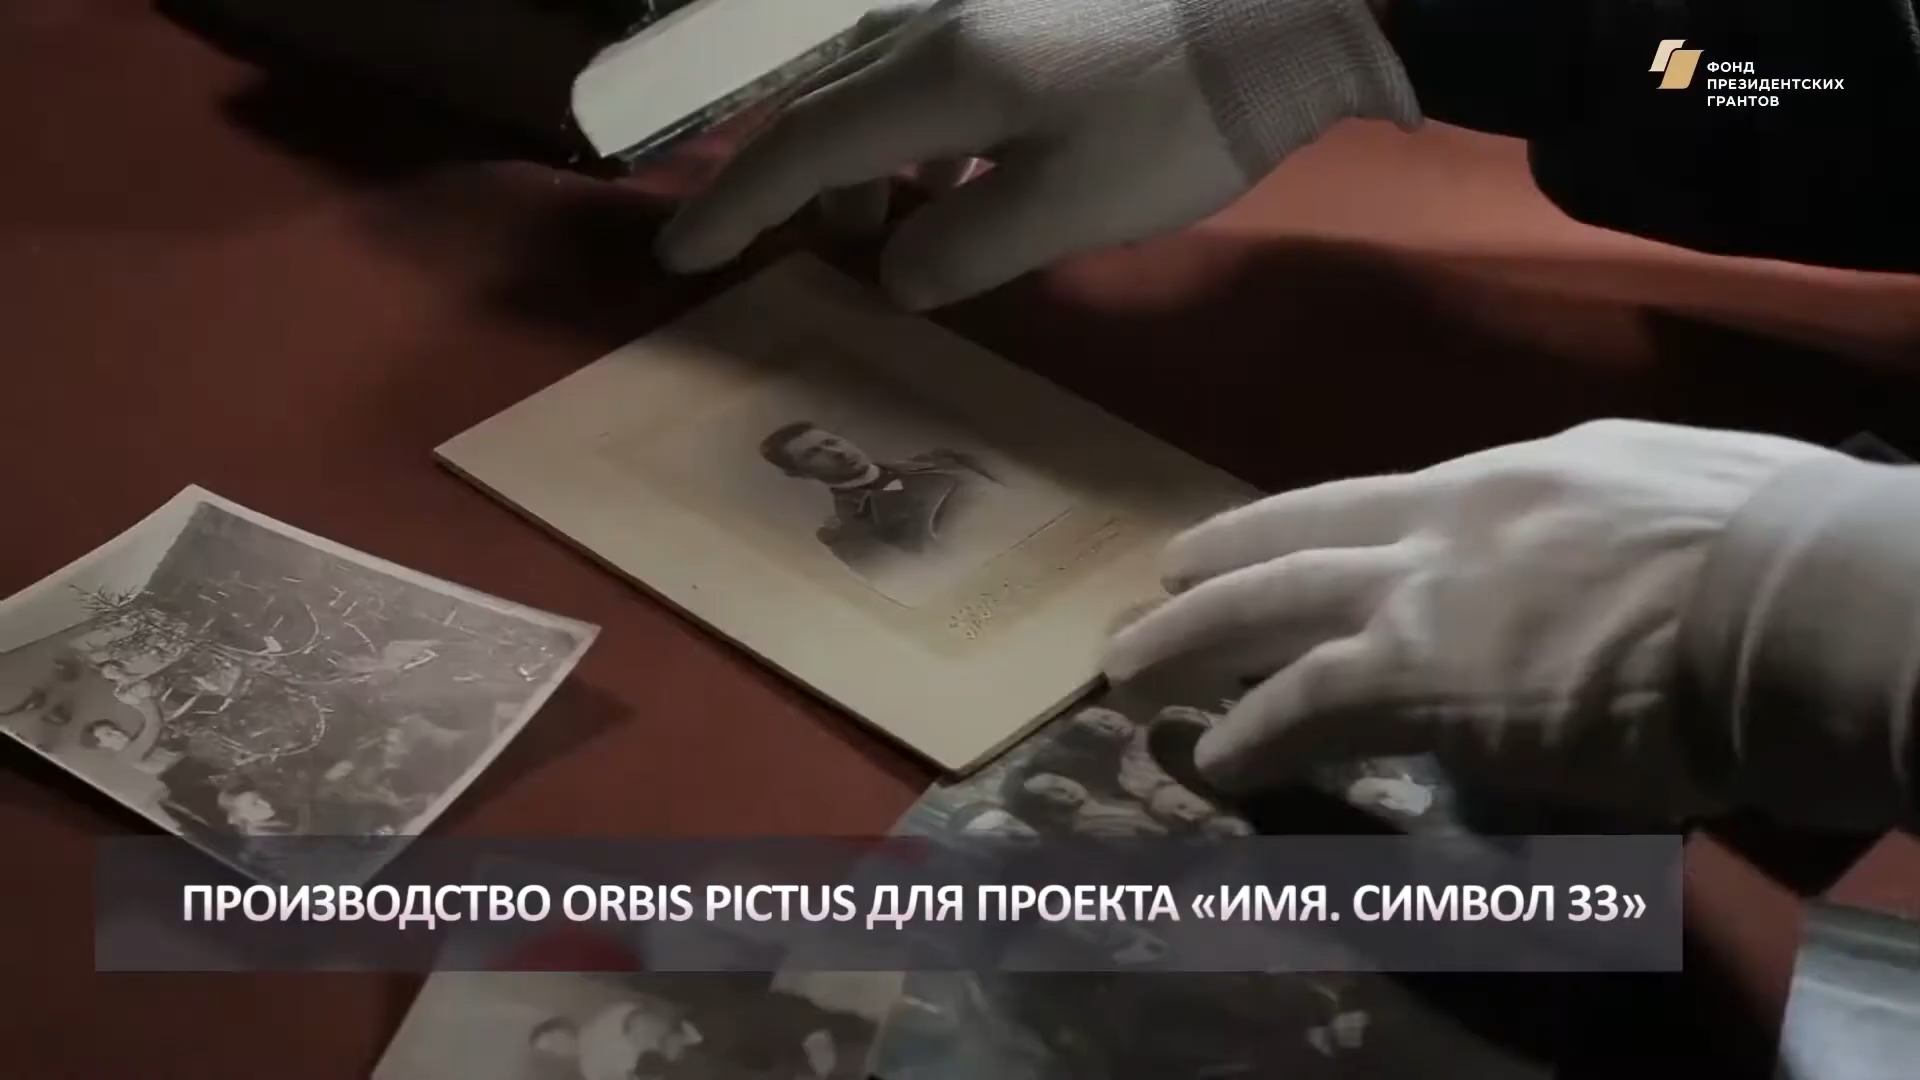 ФОНД
ПРЕЗИДЕНТСКИХ
ГРАНТОВ
ПРОИЗВОДСТВО ORBIS PICTUS ДЛЯ ПРОЕКТА «ИМЯ. СИМВОЛ 33»